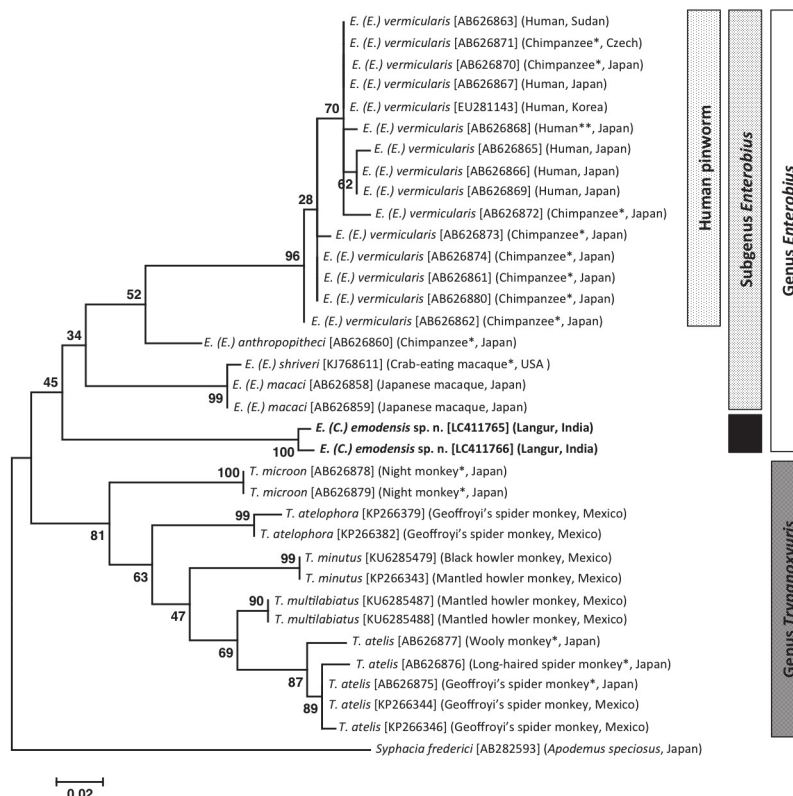 E. (E.) vermicularis [AB626863] (Human, Sudan)
E. (E.) vermicularis [AB626871] (Chimpanzee*, Czech)
E. (E.) vermicularis [AB626870] (Chimpanzee*, Japan)
E. (E.) vermicularis [AB626867] (Human, Japan)
70
E. (E.) vermicularis [EU281143] (Human, Korea)
E. (E.) vermicularis [AB626868] (Human**, Japan)
E. (E.) vermicularis [AB626865] (Human, Japan)
E. (E.) vermicularis [AB626866] (Human, Japan)
62
E. (E.) vermicularis [AB626869] (Human, Japan)
28
E. (E.) vermicularis [AB626872] (Chimpanzee*, Japan)
E. (E.) vermicularis [AB626873] (Chimpanzee*, Japan)
96
E. (E.) vermicularis [AB626874] (Chimpanzee*, Japan)
E. (E.) vermicularis [AB626861] (Chimpanzee*, Japan)
52
E. (E.) vermicularis [AB626880] (Chimpanzee*, Japan)
E. (E.) vermicularis [AB626862] (Chimpanzee*, Japan)
34
E. (E.) anthropopitheci [AB626860] (Chimpanzee*, Japan)
E. (E.) shriveri [KJ768611] (Crab-eating macaque*, USA )
45
E. (E.) macaci [AB626858] (Japanese macaque, Japan)
99
E. (E.) macaci [AB626859] (Japanese macaque, Japan)
E. (C.) emodensis sp. n. [LC411765] (Langur, India)
100
E. (C.) emodensis sp. n. [LC411766] (Langur, India)
100
T. microon [AB626878] (Night monkey*, Japan)
T. microon [AB626879] (Night monkey*, Japan)
99
T. atelophora [KP266379] (Geoffroyi's spider monkey, Mexico)
81
T. atelophora [KP266382] (Geoffroyi's spider monkey, Mexico)
99
T. minutus [KU6285479] (Black howler monkey, Mexico)
63
T. minutus [KP266343] (Mantled howler monkey, Mexico)
90
T. multilabiatus [KU6285487] (Mantled howler monkey, Mexico)
47
T. multilabiatus [KU6285488] (Mantled howler monkey, Mexico)
T. atelis [AB626877] (Wooly monkey*, Japan)
69
T. atelis [AB626876] (Long-haired spider monkey*, Japan)
87
T. atelis [AB626875] (Geoffroyi's spider monkey*, Japan)
89
T. atelis [KP266344] (Geoffroyi's spider monkey, Mexico)
T. atelis [KP266346] (Geoffroyi's spider monkey, Mexico)
Syphacia frederici [AB282593] (Apodemus speciosus, Japan)
0.02
Human pinworm
Subgenus Enterobius
Genus Enterobius
Genus Trypanoxyuris